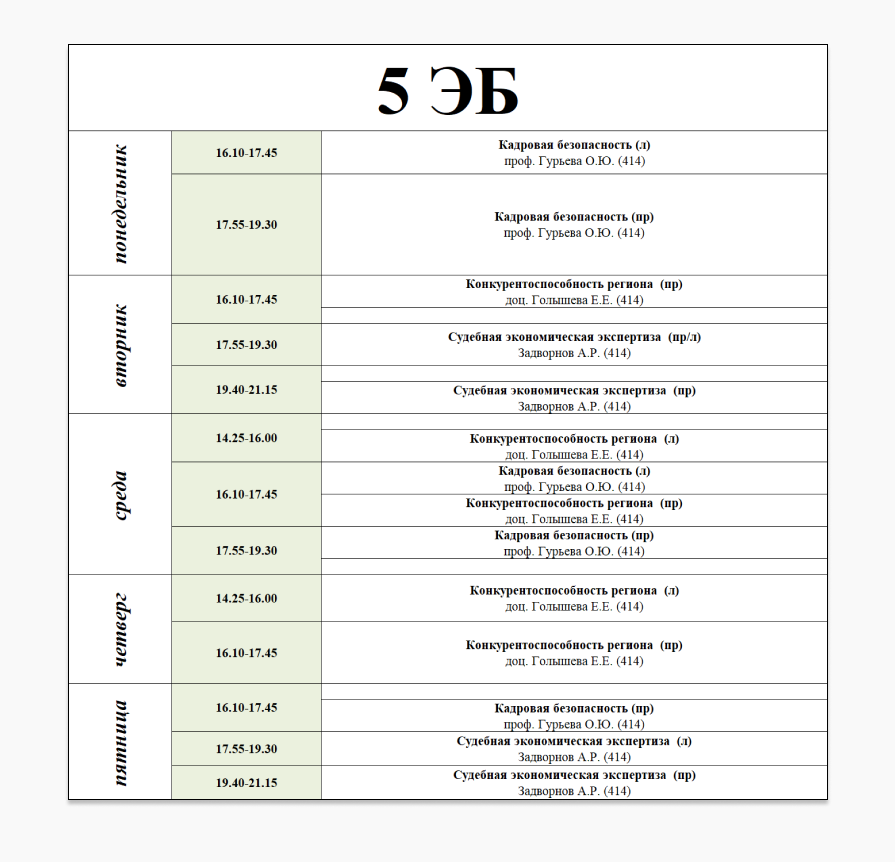 5 ЭБ
понедельник
16.10-17.45
Кадровая безопасность (л)
проф. Гурьева О.Ю. (414)
17.55-19.30
Кадровая безопасность (пр)
проф. Гурьева О.Ю. (414)
вторник
16.10-17.45
Конкурентоспособность региона (пр)
доц. Голышева Е.Е. (414)
17.55-19.30
Судебная экономическая экспертиза (пр/л)
Задворнов А.Р. (414)
19.40-21.15
Судебная экономическая экспертиза (пр)
Задворнов А.Р. (414)
среда
14.25-16.00
Конкурентоспособность региона (л)
доц. Голышева Е.Е. (414)
16.10-17.45
Кадровая безопасность (л)
проф. Гурьева О.Ю. (414)
Конкурентоспособность региона (пр)
доц. Голышева Е.Е. (414)
17.55-19.30
Кадровая безопасность (пр)
проф. Гурьева О.Ю. (414)
четверг
14.25-16.00
Конкурентоспособность региона (л)
доц. Голышева Е.Е. (414)
16.10-17.45
Конкурентоспособность региона (пр)
доц. Голышева Е.Е. (414)
пятница
16.10-17.45
Кадровая безопасность (пр)
проф. Гурьева О.Ю. (414)
17.55-19.30
Судебная экономическая экспертиза (л)
Задворнов А.Р. (414)
19.40-21.15
Судебная экономическая экспертиза (пр)
Задворнов А.Р. (414)